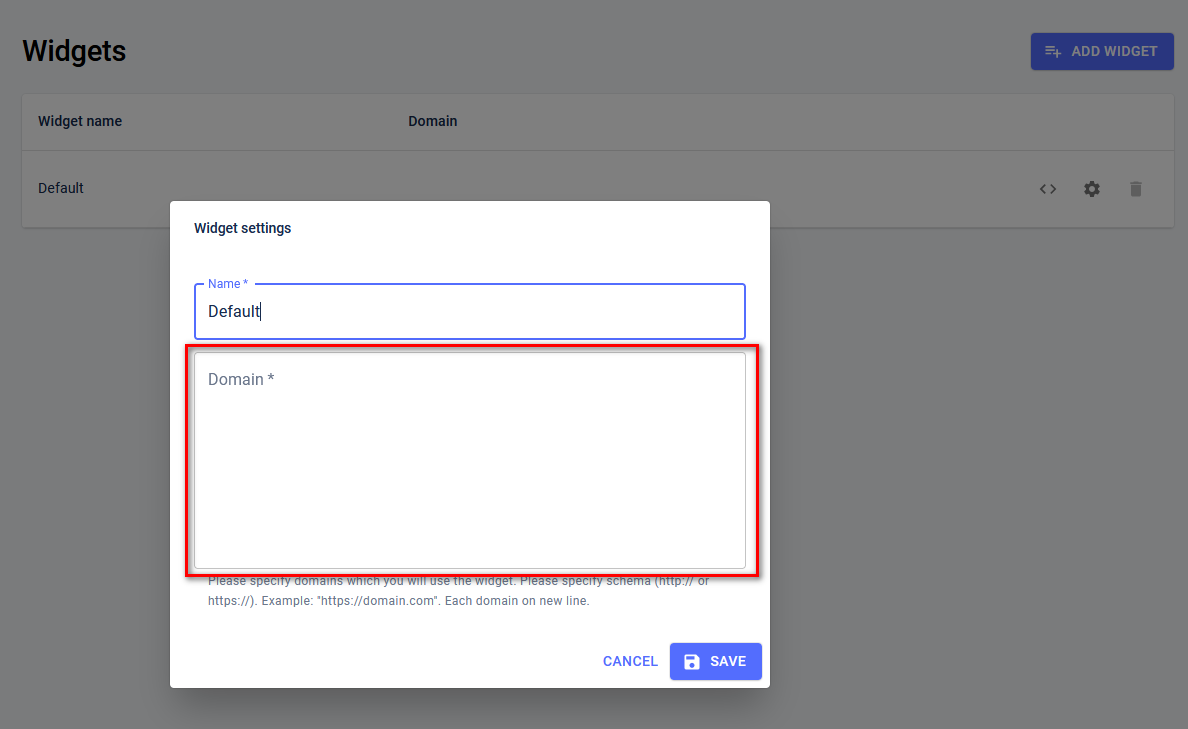 Widgets
ADD WIDGET
Widget name Domain
Default
Widget settings
Name *
Default
Domain *
Please specify domains which you will use the widget. Please specify schema (http:// or
https://). Example: "https://domain.com". Each domain on new line.
CANCEL SAVE